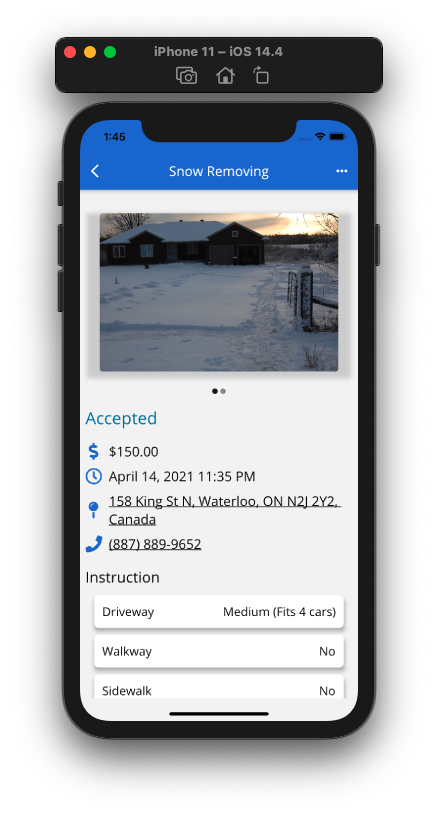 iPhone 11 – iOS 14.4
1:45
Snow Removing
Accepted
$150.00
April 14, 2021 11:35 PM
158 King St N, Waterloo, ON N2J 2Y2,
Canada
(887) 889-9652
Instruction
Driveway Medium (Fits 4 cars)
Walkway No
Sidewalk No